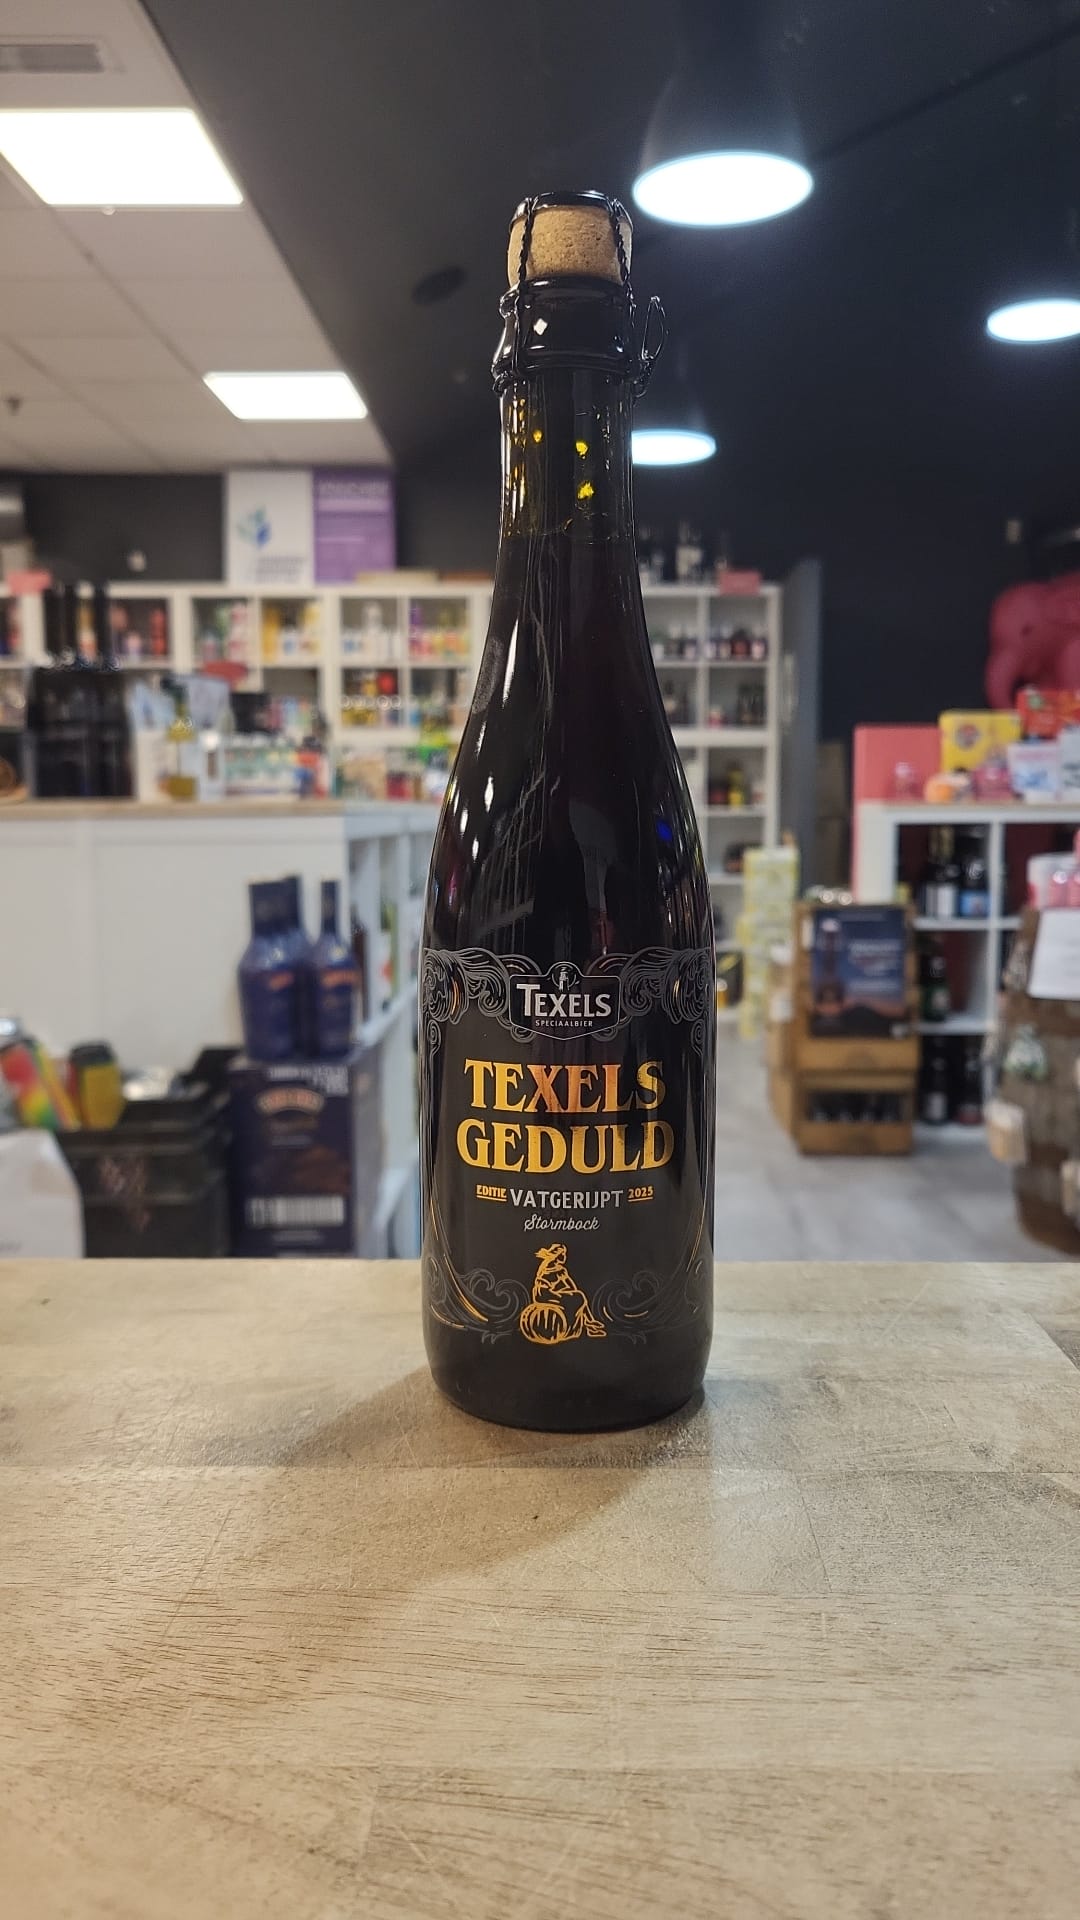 TEXELS
SPECIAALBIER
TEXELS
GEDULD
EDITIE VATGERIJPT 2025
Stormbock